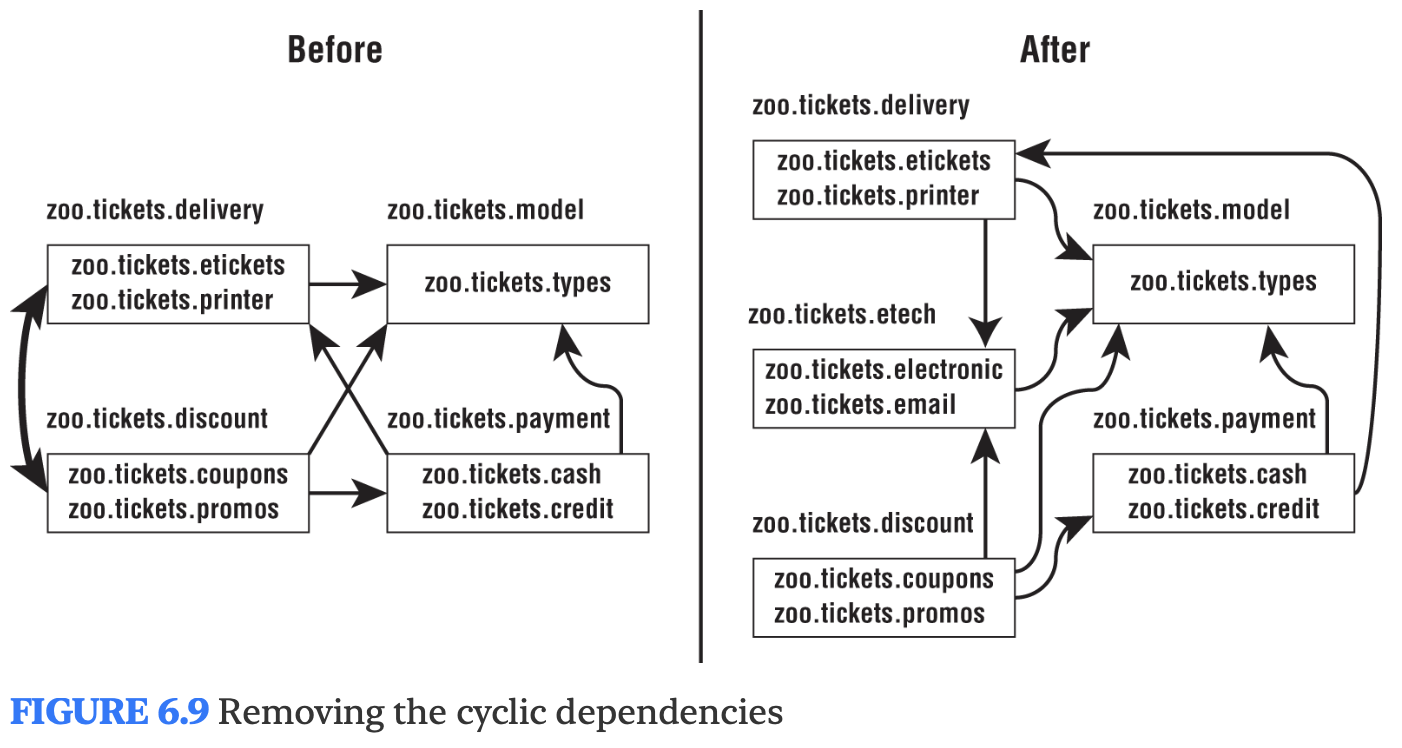 Before
zoo.tickets.delivery
zoo.tickets.etickets
zoo.tickets.printer
zoo.tickets.model
zoo.tickets.types
zoo.tickets.discount
zoo.tickets.coupons
zoo.tickets.promos
zoo.tickets.payment
zoo.tickets.cash
zoo.tickets.credit
After
zoo.tickets.delivery
zoo.tickets.etickets
zoo.tickets.printer
zoo.tickets.model
zoo.tickets.types
zoo.tickets.etech
zoo.tickets.electronic
zoo.tickets.email
zoo.tickets.payment
zoo.tickets.cash
zoo.tickets.credit
zoo.tickets.discount
zoo.tickets.coupons
zoo.tickets.promos
FIGURE 6.9 Removing the cyclic dependencies